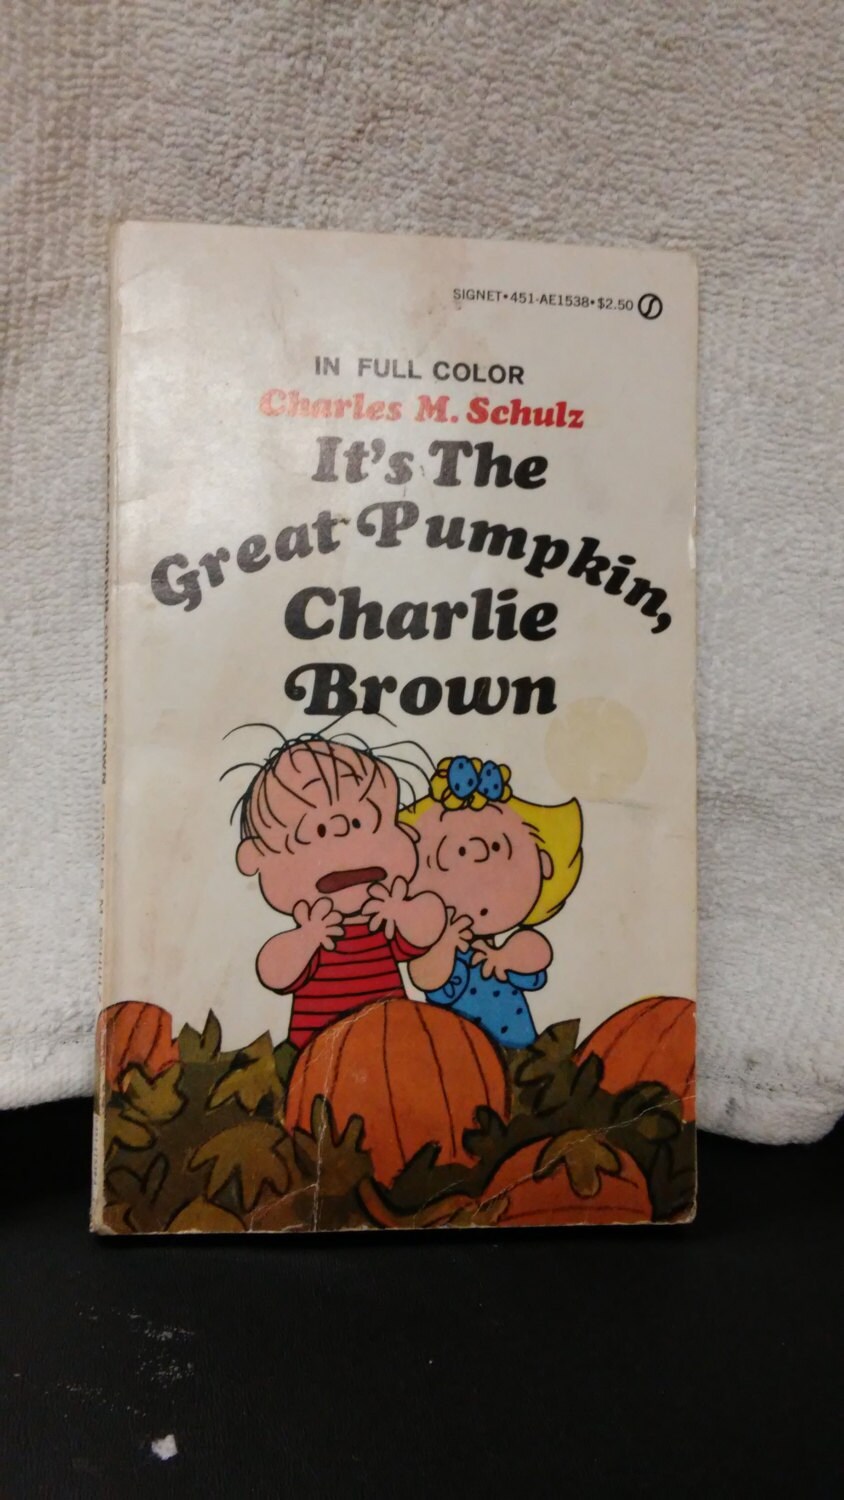 SIGNET•451-AE1538•$2.50
IN FULL COLOR
Charles M. Schulz
It's The
Great Pumpkin,
Charlie
Brown